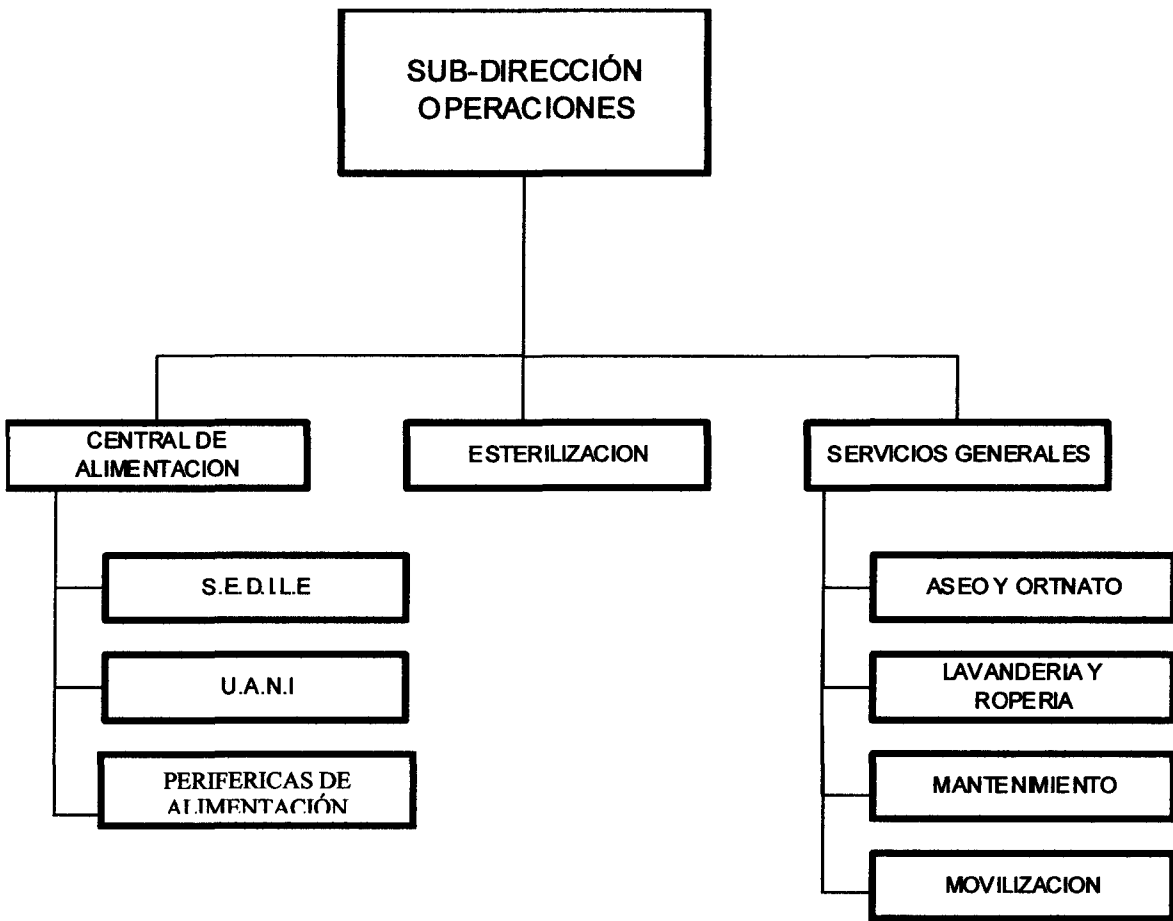 SUB-DIRECCIÓN
OPERACIONES
CENTRAL DE
ALIMENTACION
ESTERILIZACION
SERVICIOS GENERALES
S.E.D.I.L.E
U.A.N.I
PERIFERICAS DE
ALIMENTACIÓN
ASEO Y ORTNATO
LAVANDERIA Y
ROPERIA
MANTENIMIENTO
MOVILIZACION